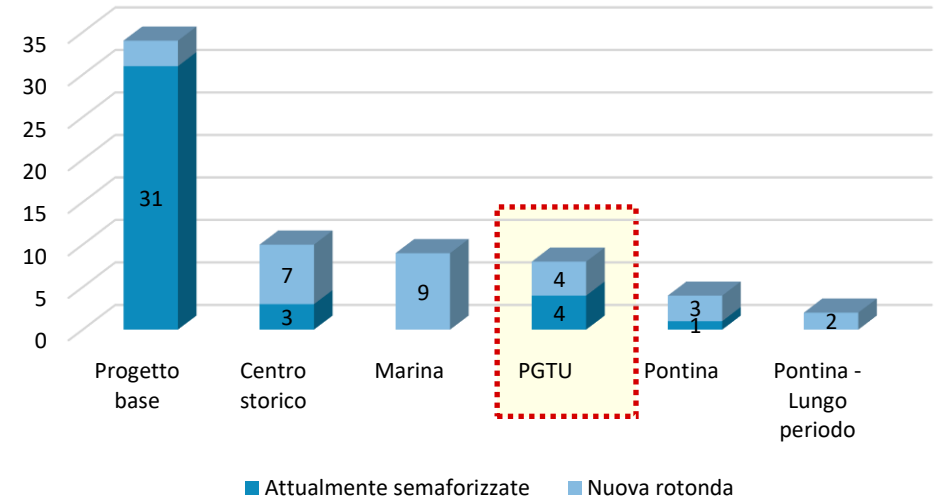 35
30
25
20
15
10
5
0
31
7
3
9
4
4
3
1
2
Progetto base
Centro storico
Marina
PGTU
Pontina
Pontina - Lungo periodo
Attualmente semaforizzate
Nuova rotonda